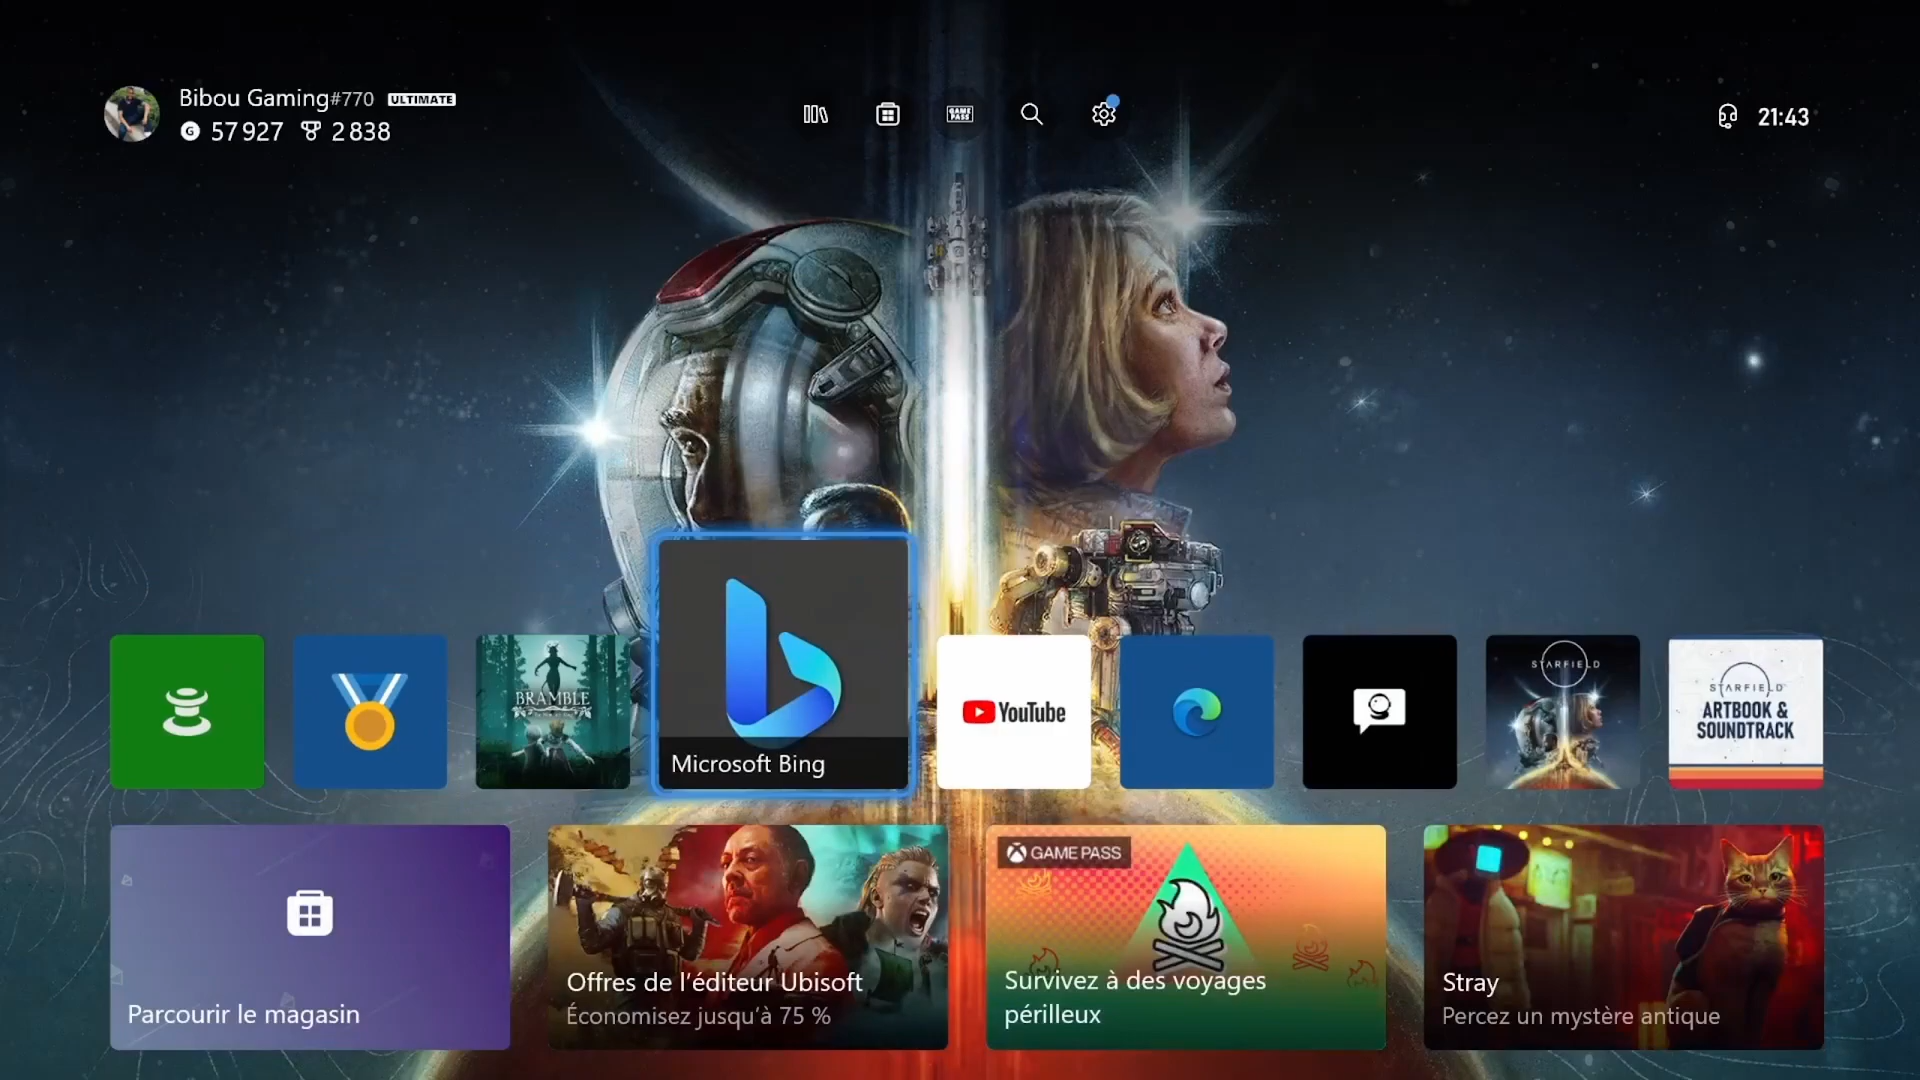 Bibou Gaming#770 ULTIMATE
G 57 927 2 838
GAME PASS
21:43
BRAMBLE
Microsoft Bing
YouTube
STARFIELD
STARFIELD
ARTBOOK &
SOUNDTRACK
Parcourir le magasin
Offres de l’éditeur Ubisoft
Économisez jusqu’à 75 %
GAME PASS
Survivez à des voyages
périlleux
Stray
Percez un mystère antique